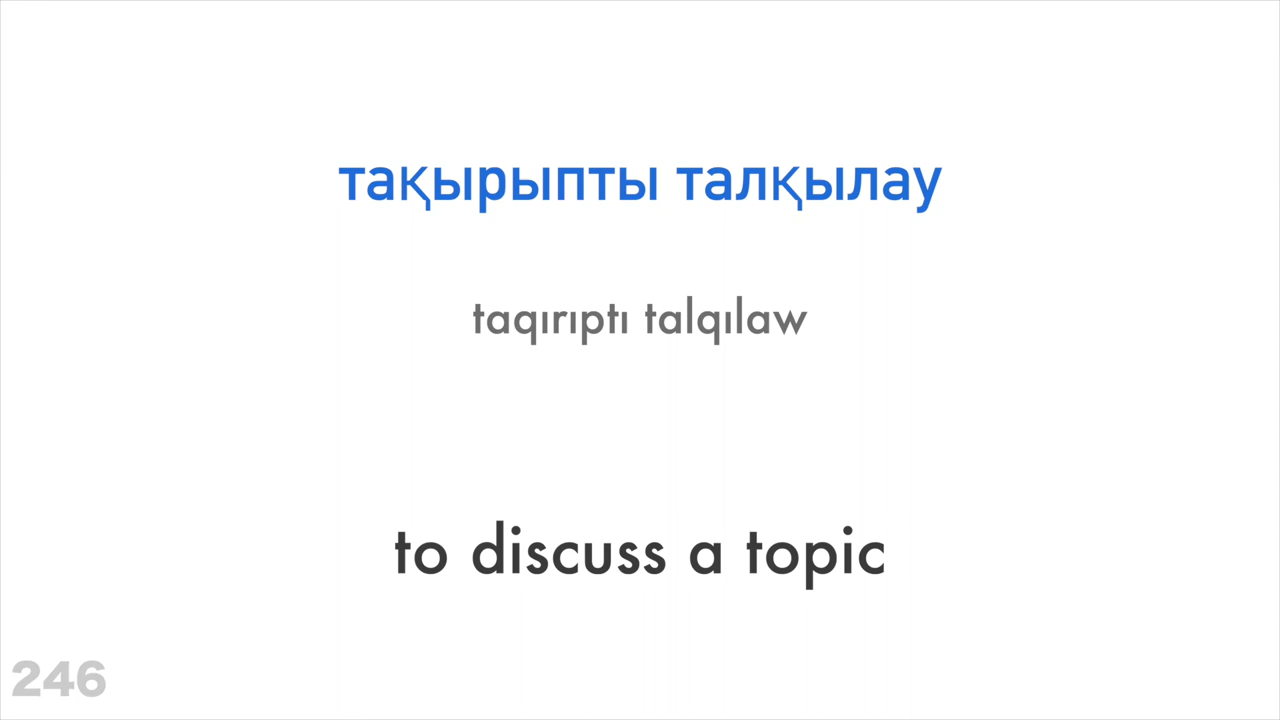 тақырыпты талқылау
taqırıptı talqılaw
to discuss a topic
246